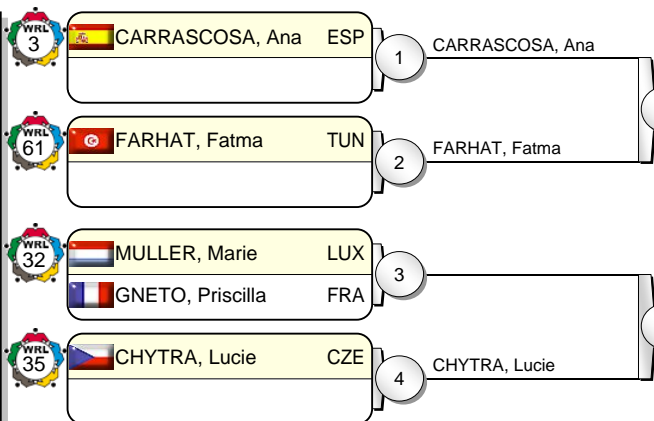 WRL
3
CARRASCOSA, Ana ESP
1
CARRASCOSA, Ana
WRL
61
FARHAT, Fatma TUN
2
FARHAT, Fatma
WRL
32
MULLER, Marie LUX
GNETO, Priscilla FRA
3
WRL
35
CHYTRA, Lucie CZE
4
CHYTRA, Lucie